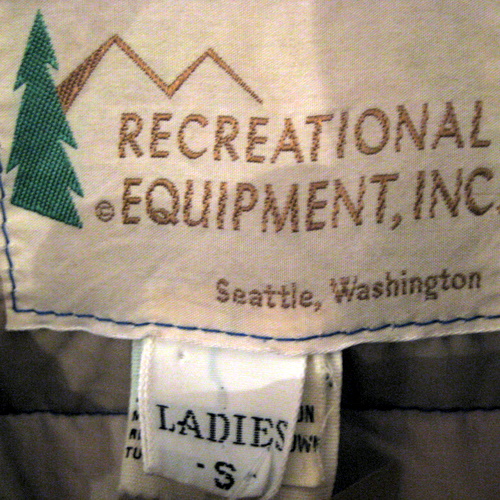 RECREATIONAL
© EQUIPMENT, INC.
Seattle, Washington
LADIES
- S -